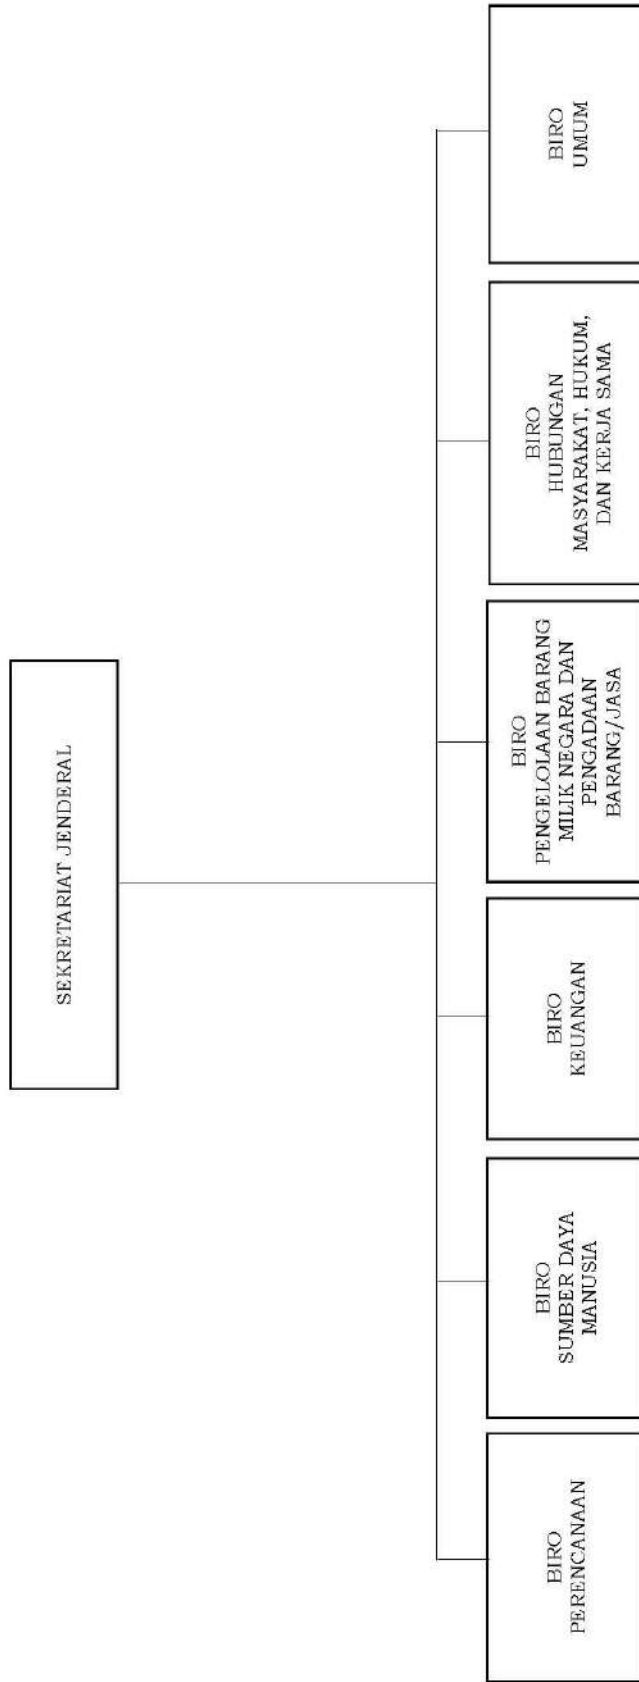 SEKRETARIAT JENDERAL
BIRO
PERENCANAAN
BIRO
SUMBER DAYA
MANUSIA
BIRO
KEUANGAN
BIRO
PENGELOLAAN BARANG
MILIK NEGARA DAN
PENGADAAN
BARANG/JASA
BIRO
HUBUNGAN
MASYARAKAT, HUKUM,
DAN KERJA SAMA
BIRO
UMUM